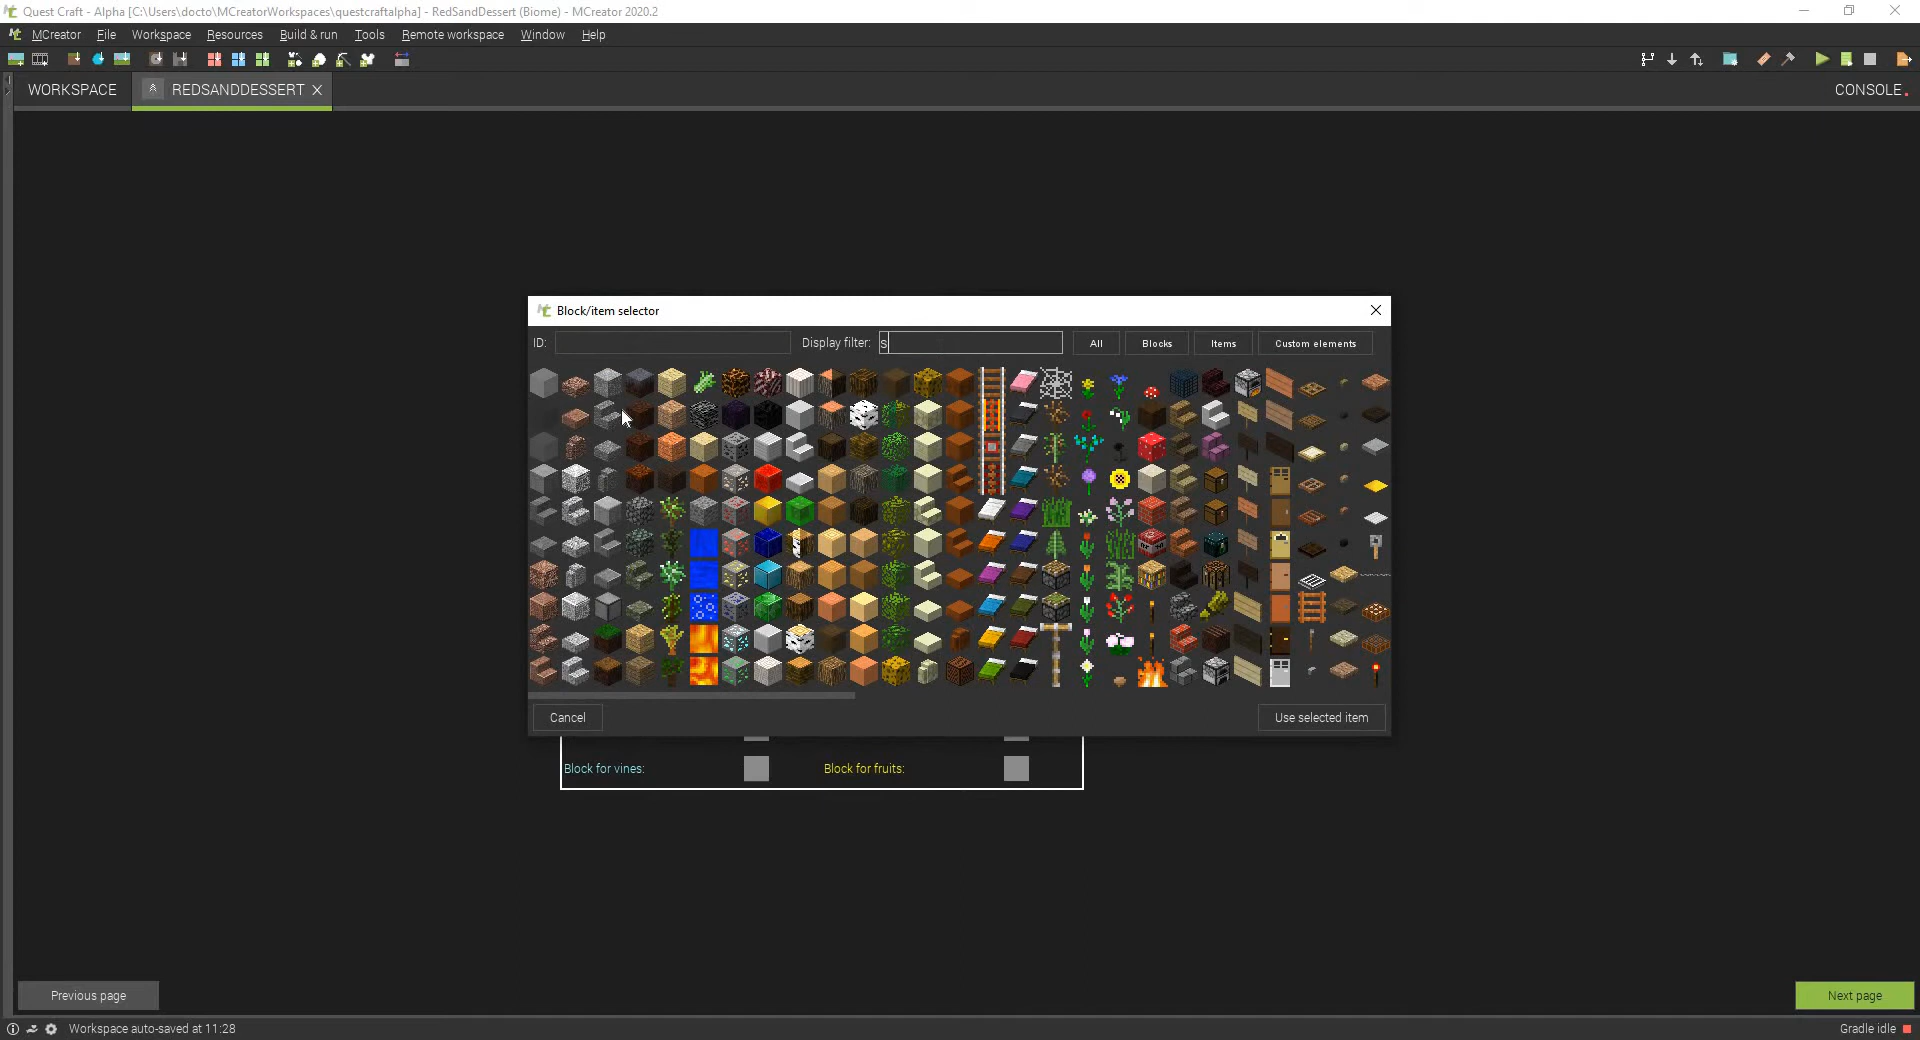 Quest Craft - Alpha [C:\Users\docto\MCreatorWorkspaces\questcraftalpha] - RedSandDessert (Biome) - MCreator 2020.2
MCreator File Workspace Resources Build & run Tools Remote workspace Window Help
WORKSPACE REDSANDDESSERT CONSOLE
Block/item selector
ID: Display filter: s All Blocks Items Custom elements
Cancel Use selected item
Block for vines: Block for fruits:
Previous page Next page
Workspace auto-saved at 11:28 Gradle idle